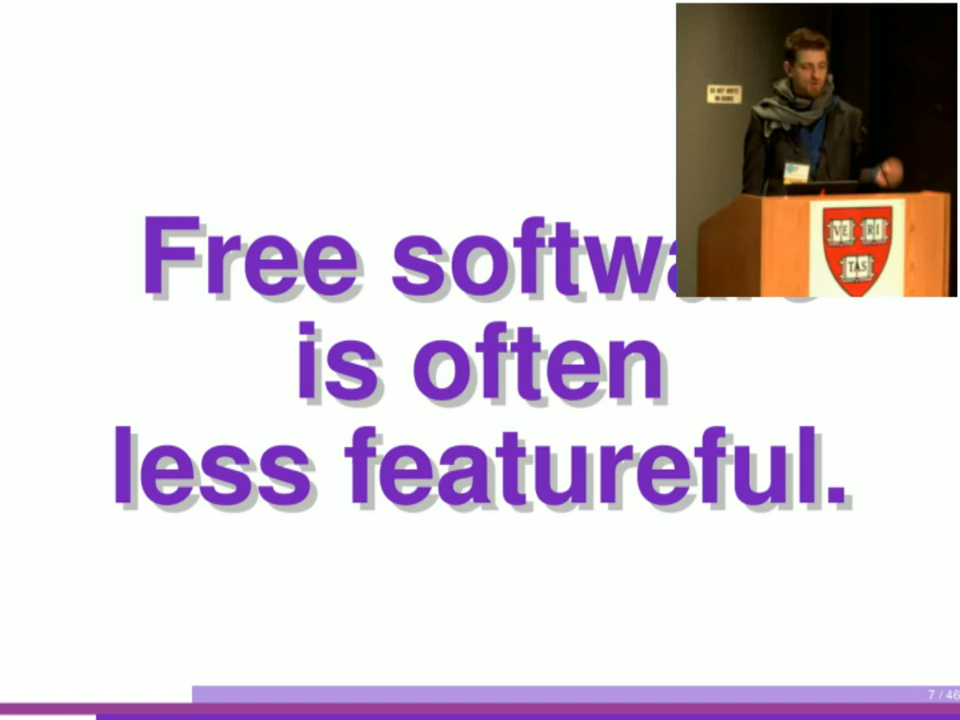 Free softwa
is often
less featureful.
VE RI
TAS
7 / 46